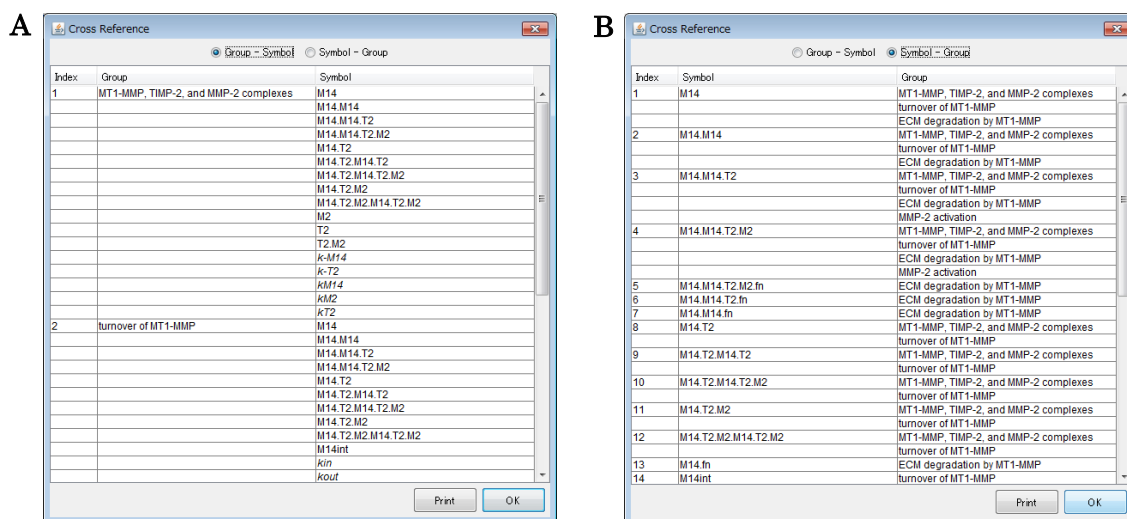 A
Cross Reference
Group - Symbol Symbol - Group
Index Group Symbol
1 MT1-MMP, TIMP-2, and MMP-2 complexes M14
M14.M14
M14.M14.T2
M14.M14.T2.M2
M14.T2
M14.T2.M14.T2
M14.T2.M14.T2.M2
M14.T2.M2
M14.T2.M2.M14.T2.M2
M2
T2
T2.M2
k-M14
k-T2
kM14
kM2
kT2
2 turnover of MT1-MMP M14
M14.M14
M14.M14.T2
M14.M14.T2.M2
M14.T2
M14.T2.M14.T2
M14.T2.M14.T2.M2
M14.T2.M2
M14.T2.M2.M14.T2.M2
M14int
kin
kout
Print OK
B
Cross Reference
Group - Symbol Symbol - Group
Index Symbol Group
1 M14 MT1-MMP, TIMP-2, and MMP-2 complexes
turnover of MT1-MMP
ECM degradation by MT1-MMP
2 M14.M14 MT1-MMP, TIMP-2, and MMP-2 complexes
turnover of MT1-MMP
ECM degradation by MT1-MMP
3 M14.M14.T2 MT1-MMP, TIMP-2, and MMP-2 complexes
turnover of MT1-MMP
ECM degradation by MT1-MMP
MMP-2 activation
4 M14.M14.T2.M2 MT1-MMP, TIMP-2, and MMP-2 complexes
turnover of MT1-MMP
ECM degradation by MT1-MMP
MMP-2 activation
5 M14.M14.T2.M2.fn ECM degradation by MT1-MMP
6 M14.M14.T2.fn ECM degradation by MT1-MMP
7 M14.M14.fn ECM degradation by MT1-MMP
8 M14.T2 MT1-MMP, TIMP-2, and MMP-2 complexes
turnover of MT1-MMP
9 M14.T2.M14.T2 MT1-MMP, TIMP-2, and MMP-2 complexes
turnover of MT1-MMP
10 M14.T2.M14.T2.M2 MT1-MMP, TIMP-2, and MMP-2 complexes
turnover of MT1-MMP
11 M14.T2.M2 MT1-MMP, TIMP-2, and MMP-2 complexes
turnover of MT1-MMP
12 M14.T2.M2.M14.T2.M2 MT1-MMP, TIMP-2, and MMP-2 complexes
turnover of MT1-MMP
13 M14.fn ECM degradation by MT1-MMP
14 M14int turnover of MT1-MMP
Print OK